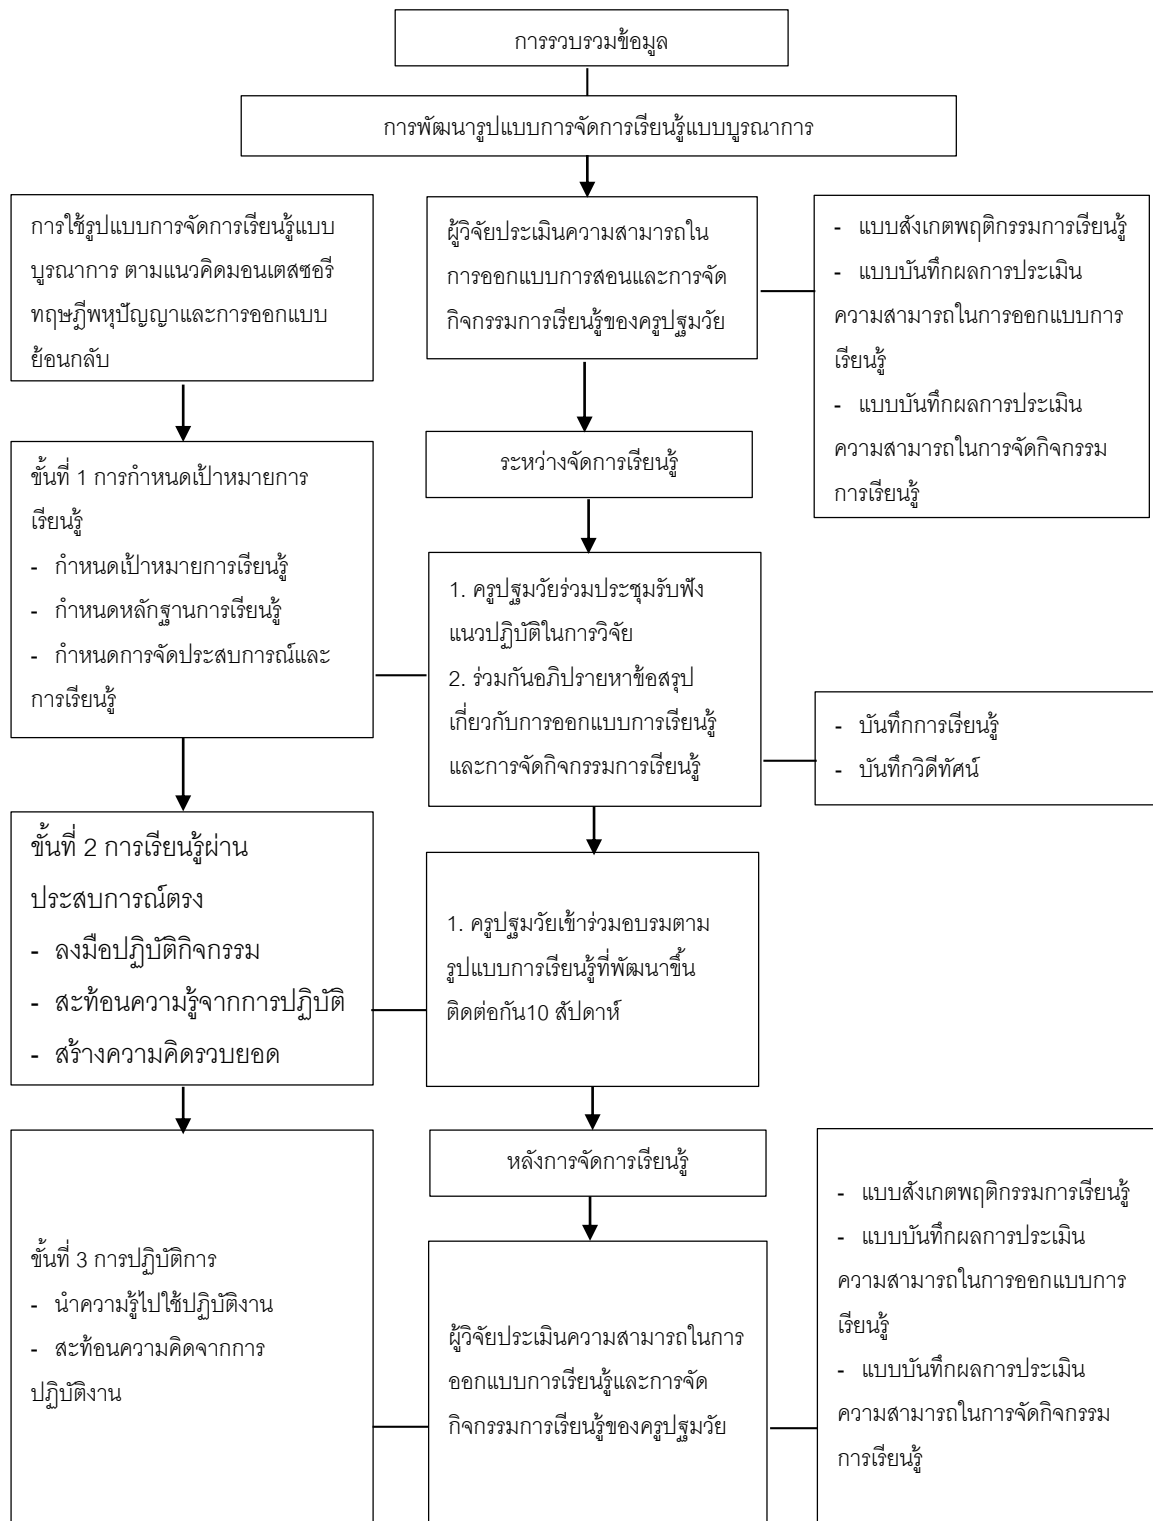 การรวบรวมข้อมูล
การพัฒนารูปแบบการจัดการเรียนรู้แบบบูรณาการ
การใช้รูปแบบการจัดการเรียนรู้แบบ
บูรณาการ ตามแนวคิดมอนเตสซอรี
ทฤษฎีพหุปัญญาและการออกแบบ
ย้อนกลับ
ผู้วิจัยประเมินความสามารถใน
การออกแบบการสอนและการจัด
กิจกรรมการเรียนรู้ของครูปฐมวัย
- แบบสังเกตพฤติกรรมการเรียนรู้
- แบบบันทึกผลการประเมิน
ความสามารถในการออกแบบการ
เรียนรู้
- แบบบันทึกผลการประเมิน
ความสามารถในการจัดกิจกรรม
การเรียนรู้
ขั้นที่ 1 การกำหนดเป้าหมายการ
เรียนรู้
- กำหนดเป้าหมายการเรียนรู้
- กำหนดหลักฐานการเรียนรู้
- กำหนดการจัดประสบการณ์และ
การเรียนรู้
ระหว่างจัดการเรียนรู้
1. ครูปฐมวัยร่วมประชุมรับฟัง
แนวปฏิบัติในการวิจัย
2. ร่วมกันอภิปรายหาข้อสรุป
เกี่ยวกับการออกแบบการเรียนรู้
และการจัดกิจกรรมการเรียนรู้
- บันทึกการเรียนรู้
- บันทึกวิดีทัศน์
ขั้นที่ 2 การเรียนรู้ผ่าน
ประสบการณ์ตรง
- ลงมือปฏิบัติกิจกรรม
- สะท้อนความรู้จากการปฏิบัติ
- สร้างความคิดรวบยอด
1. ครูปฐมวัยเข้าร่วมอบรมตาม
รูปแบบการเรียนรู้ที่พัฒนาขึ้น
ติดต่อกัน10 สัปดาห์
หลังการจัดการเรียนรู้
ขั้นที่ 3 การปฏิบัติการ
- นำความรู้ไปใช้ปฏิบัติงาน
- สะท้อนความคิดจากการ
ปฏิบัติงาน
ผู้วิจัยประเมินความสามารถในการ
ออกแบบการเรียนรู้และการจัด
กิจกรรมการเรียนรู้ของครูปฐมวัย
- แบบสังเกตพฤติกรรมการเรียนรู้
- แบบบันทึกผลการประเมิน
ความสามารถในการออกแบบการ
เรียนรู้
- แบบบันทึกผลการประเมิน
ความสามารถในการจัดกิจกรรม
การเรียนรู้